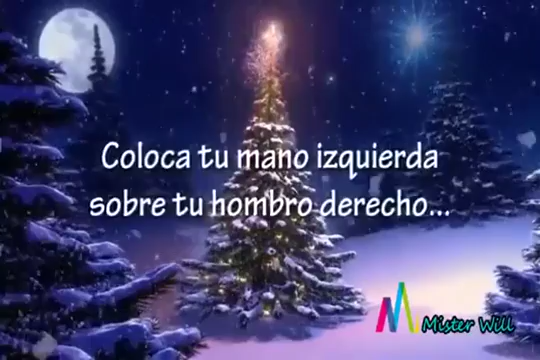 Coloca tu mano izquierda
sobre tu hombro derecho...
Mister Will